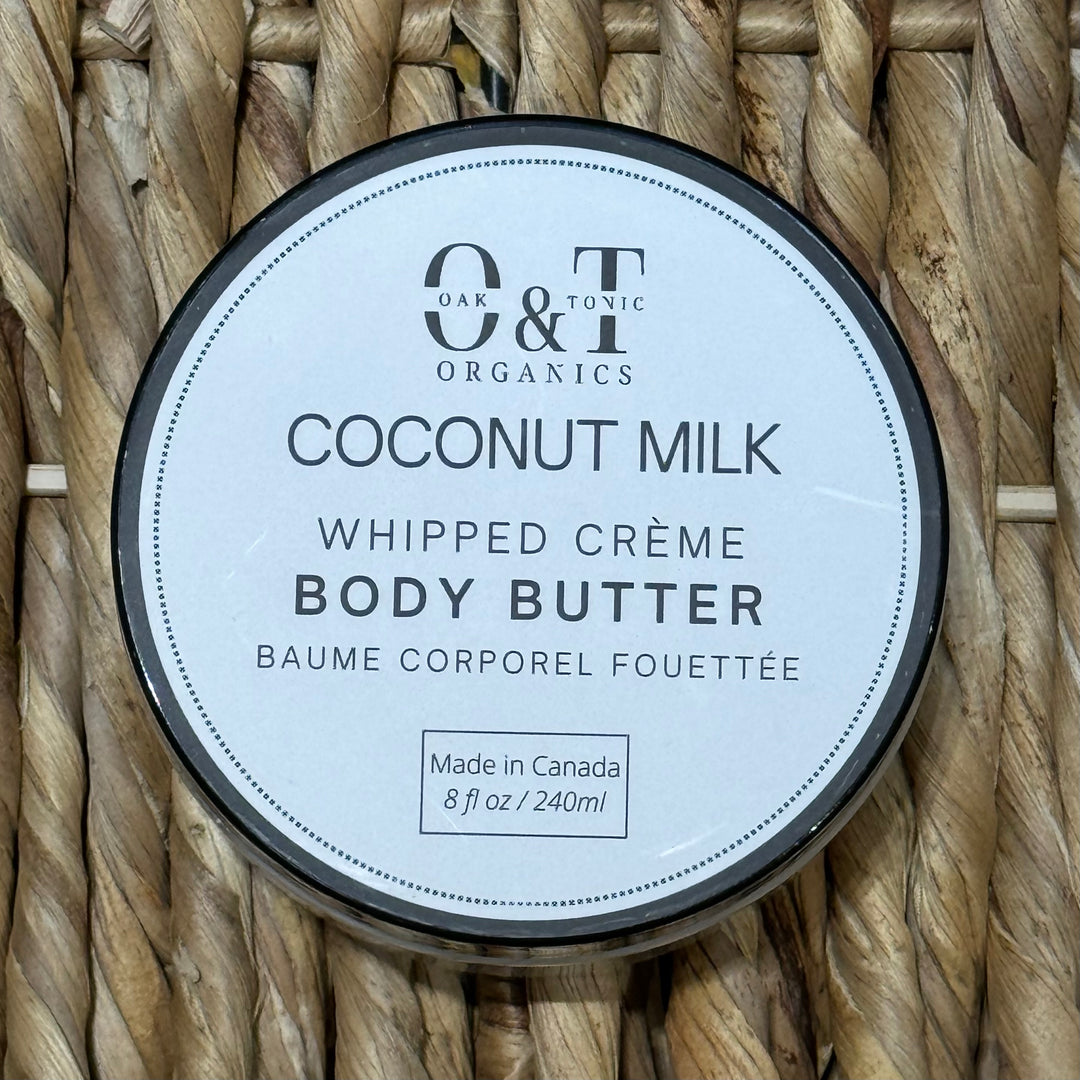 O&T
OAK TONIC
ORGANICS
COCONUT MILK
WHIPPED CRÈME
BODY BUTTER
BAUME CORPOREL FOUETTÉE
Made in Canada
8 fl oz / 240ml